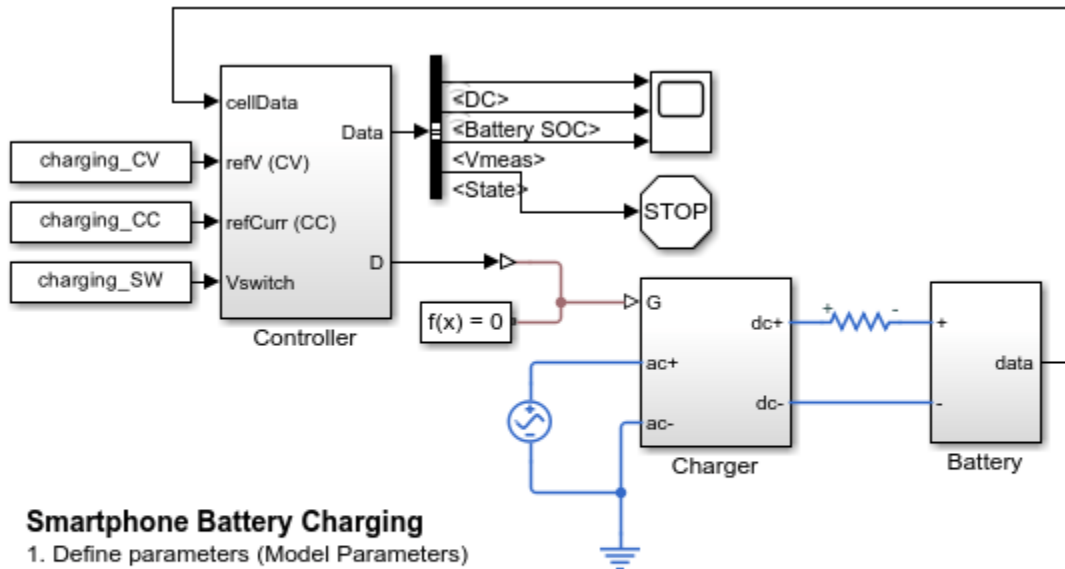 cellData
Data
<DC>
<Battery SOC>
<Vmeas>
<State>
STOP
charging_CV
refV (CV)
charging_CC
refCurr (CC)
charging_SW
Vswitch
D
Controller
f(x) = 0
G
dc+
ac+
dc-
ac-
Charger
+ -
+
data
-
Battery
+
-
Smartphone Battery Charging
1. Define parameters (Model Parameters)